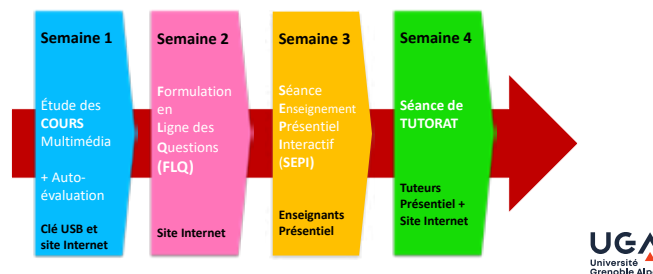 Semaine 1
Étude des
COURS
Multimédia
+ Auto-
évaluation
Clé USB et
site Internet
Semaine 2
Formulation
en
Ligne des
Questions
(FLQ)
Site Internet
Semaine 3
Séance
Enseignement
Présentiel
Interactif
(SEPI)
Enseignants
Présentiel
Semaine 4
Séance de
TUTORAT
Tuteurs
Présentiel +
Site Internet
UGA
Université
Grenoble Alp